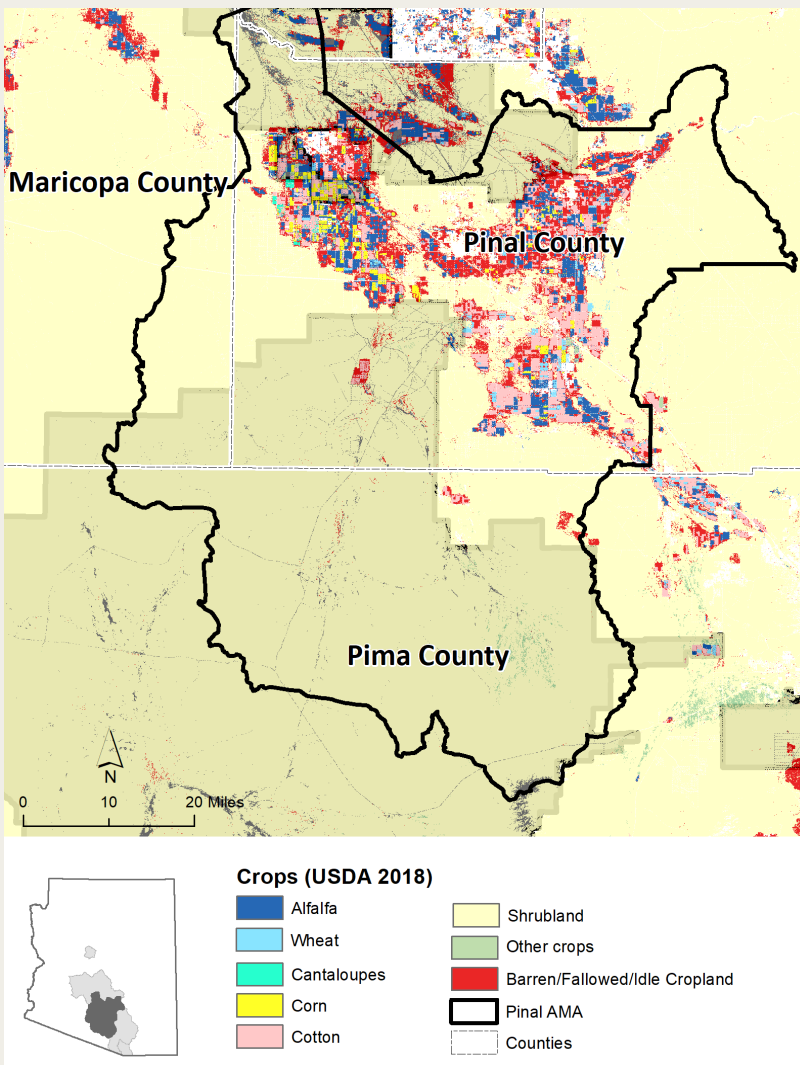 Maricopa County
Pinal County
Pima County
N
0 10 20 Miles
Crops (USDA 2018)
Alfalfa
Wheat
Cantaloupes
Corn
Cotton
Shrubland
Other crops
Barren/Fallowed/Idle Cropland
Pinal AMA
Counties